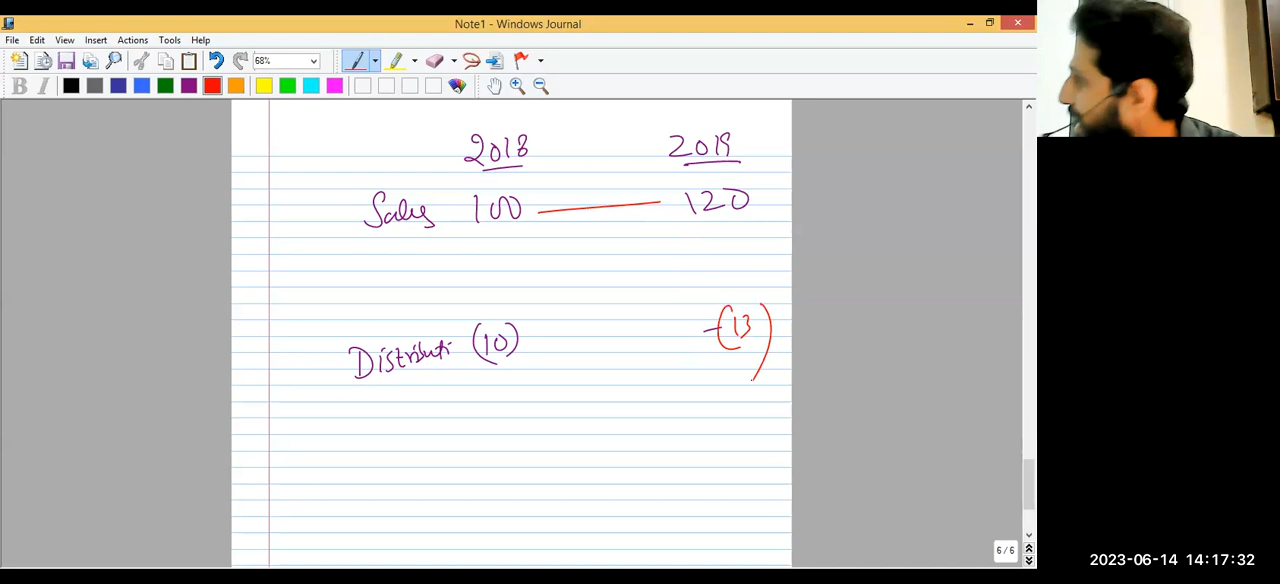 Note1 - Windows Journal
File Edit View Insert Actions Tools Help
68%
B I
2018 2019
Sales 100 120
Distributi (10) -(13)
6/6
2023-06-14 14:17:32